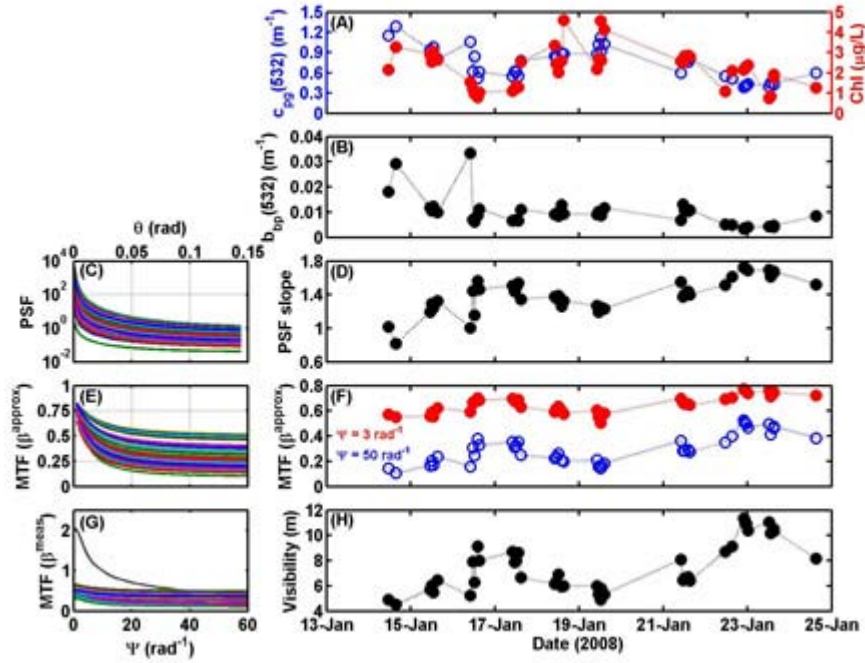 (A)
c_pg(532) (m⁻¹)
1.5
1.2
0.9
0.6
0.3
0
Chl (µg/L)
5
4
3
2
1
0
(B)
b_bp(532) (m⁻¹)
0.04
0.03
0.02
0.01
0
θ (rad)
0 0.05 0.1 0.15
(C)
PSF
10⁴
10²
10⁰
10⁻²
(D)
PSF slope
1.8
1.4
1
0.6
(E)
MTF (β^approx)
1
0.75
0.5
0.25
0
(F)
MTF (β^approx)
0.8
0.6
0.4
0.2
0
Ψ = 3 rad⁻¹
Ψ = 50 rad⁻¹
(G)
MTF (β^meas)
2
1
0
0 20 40 60
Ψ (rad⁻¹)
(H)
Visibility (m)
12
10
8
6
4
13-Jan 15-Jan 17-Jan 19-Jan 21-Jan 23-Jan 25-Jan
Date (2008)